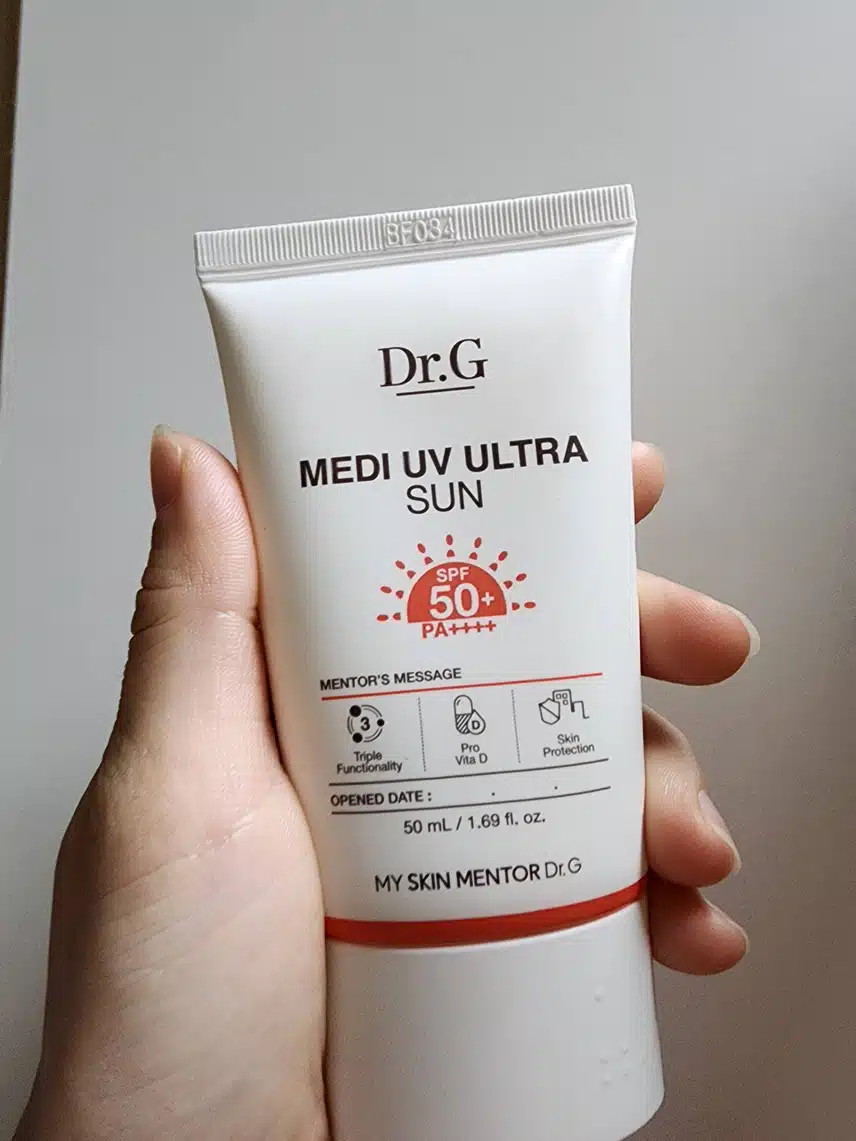 BF034
Dr.G
MEDI UV ULTRA
SUN
SPF
50+
PA++++
MENTOR'S MESSAGE
3
Triple
Functionality
D
Pro
Vita D
Skin
Protection
OPENED DATE : . .
50 mL / 1.69 fl. oz.
MY SKIN MENTOR Dr.G